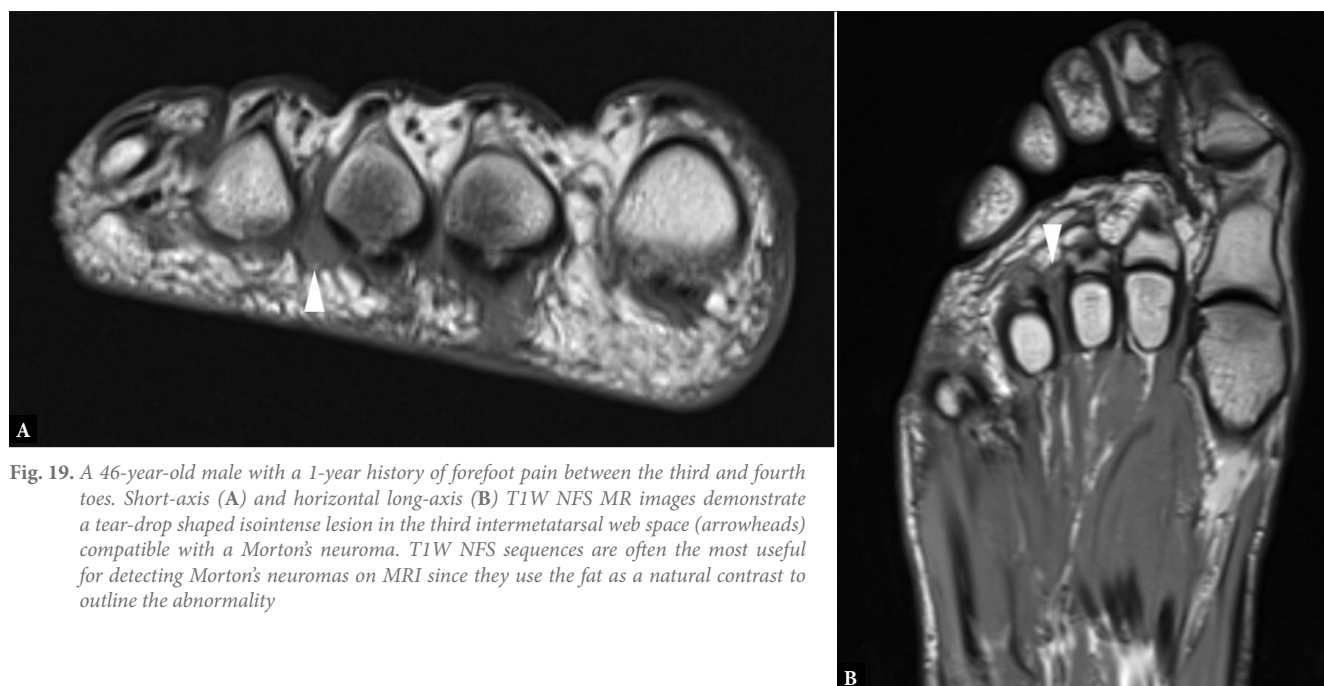 A
Fig. 19. A 46-year-old male with a 1-year history of forefoot pain between the third and fourth
toes. Short-axis (A) and horizontal long-axis (B) T1W NFS MR images demonstrate
a tear-drop shaped isointense lesion in the third intermetatarsal web space (arrowheads)
compatible with a Morton's neuroma. T1W NFS sequences are often the most useful
for detecting Morton's neuromas on MRI since they use the fat as a natural contrast to
outline the abnormality
B